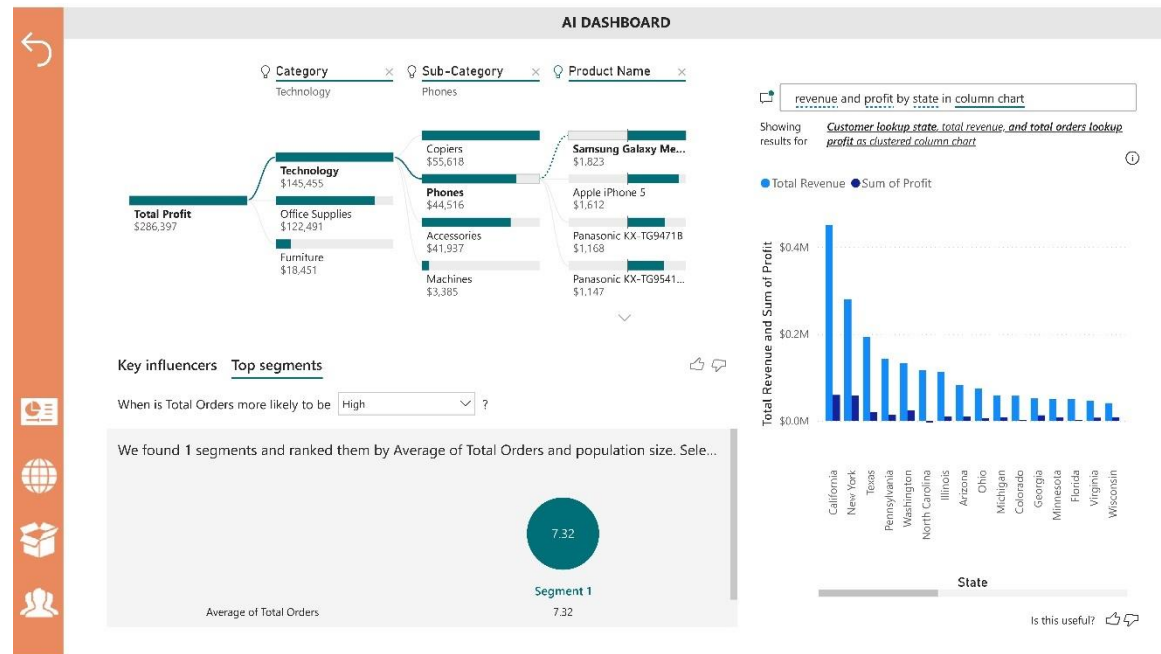 AI DASHBOARD
Category ×
Technology
Sub-Category ×
Phones
Product Name ×
Total Profit
$286,397
Technology
$145,455
Office Supplies
$122,491
Furniture
$18,451
Copiers
$55,618
Phones
$44,516
Accessories
$41,937
Machines
$3,385
Samsung Galaxy Me...
$1,823
Apple iPhone 5
$1,612
Panasonic KX-TG9471B
$1,168
Panasonic KX-TG9541...
$1,147
Key influencers Top segments
When is Total Orders more likely to be High ?
We found 1 segments and ranked them by Average of Total Orders and population size. Sele...
7.32
Segment 1
Average of Total Orders 7.32
revenue and profit by state in column chart
Showing results for
Customer lookup state, total revenue, and total orders lookup
profit as clustered column chart
Total Revenue Sum of Profit
Total Revenue and Sum of Profit
$0.4M
$0.2M
$0.0M
California
New York
Texas
Pennsylvania
Washington
North Carolina
Illinois
Arizona
Ohio
Michigan
Colorado
Georgia
Minnesota
Florida
Virginia
Wisconsin
State
Is this useful?